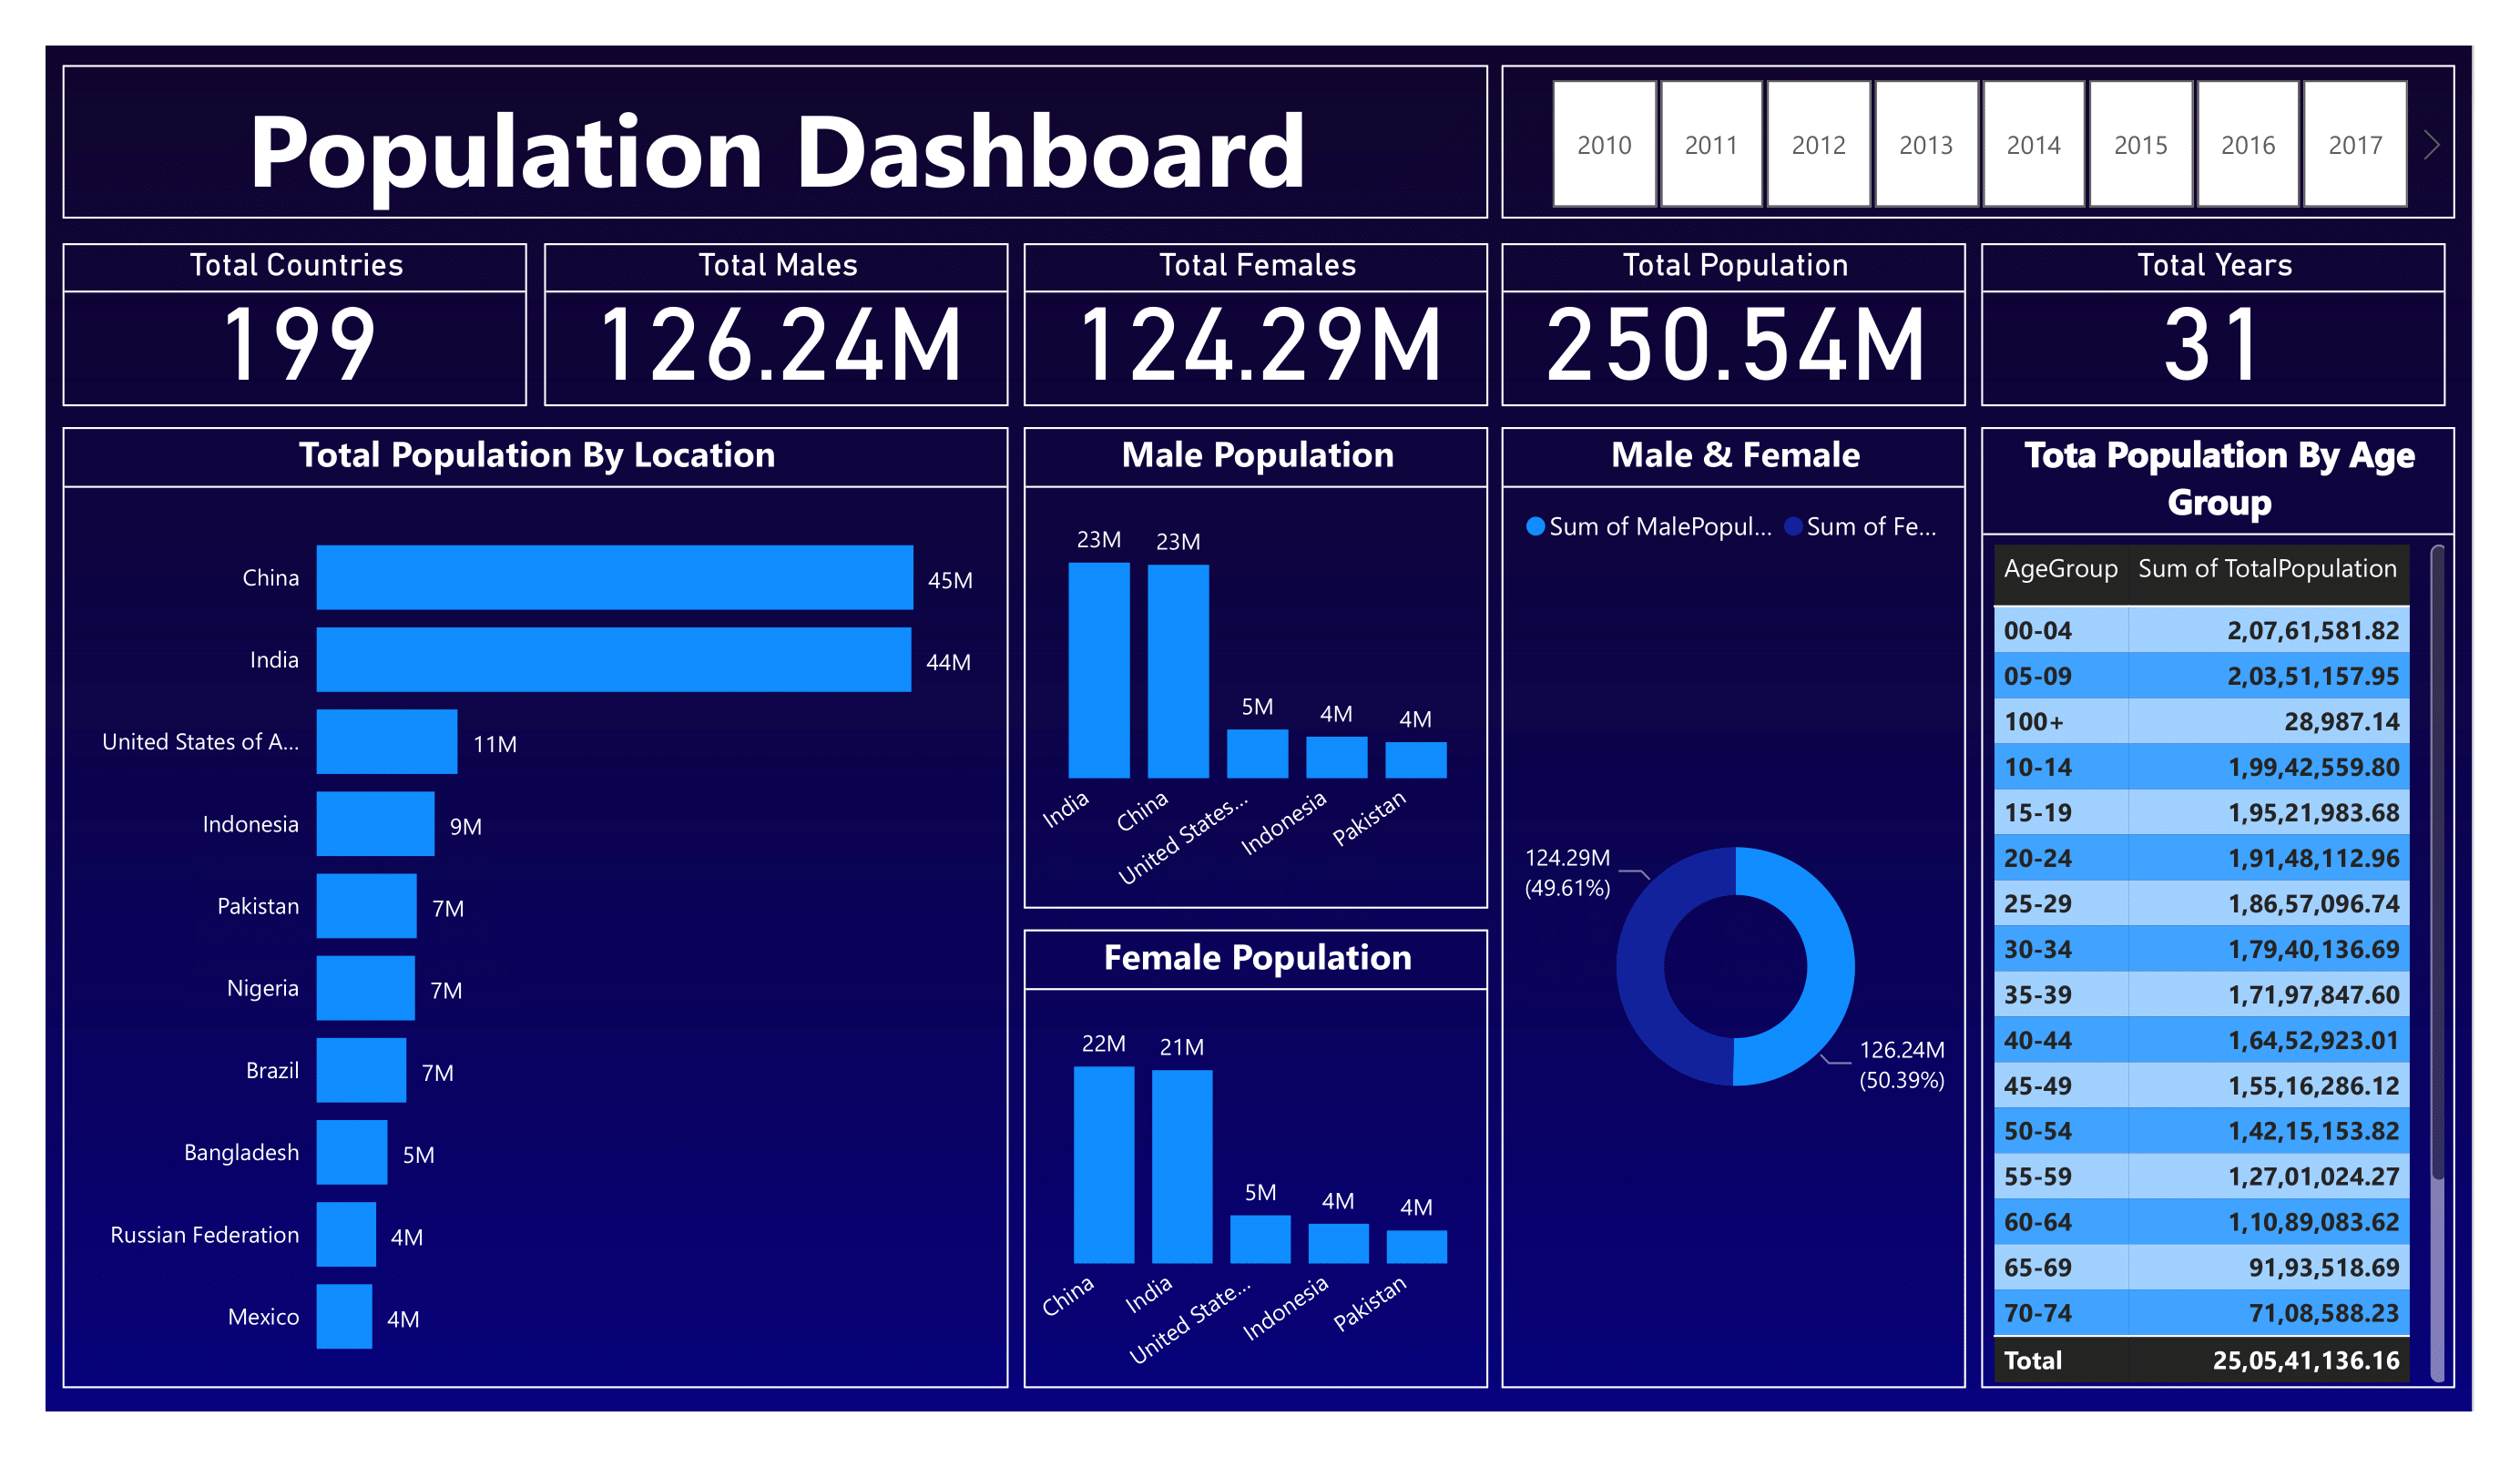 Population Dashboard
2010 2011 2012 2013 2014 2015 2016 2017
Total Countries
199
Total Males
126.24M
Total Females
124.29M
Total Population
250.54M
Total Years
31
Total Population By Location
China 45M
India 44M
United States of A... 11M
Indonesia 9M
Pakistan 7M
Nigeria 7M
Brazil 7M
Bangladesh 5M
Russian Federation 4M
Mexico 4M
Male Population
23M 23M 5M 4M 4M
India China United States... Indonesia Pakistan
Female Population
22M 21M 5M 4M 4M
China India United State... Indonesia Pakistan
Male & Female
Sum of MalePopul... Sum of Fe...
124.29M
(49.61%)
126.24M
(50.39%)
Tota Population By Age
Group
AgeGroup Sum of TotalPopulation
00-04 2,07,61,581.82
05-09 2,03,51,157.95
100+ 28,987.14
10-14 1,99,42,559.80
15-19 1,95,21,983.68
20-24 1,91,48,112.96
25-29 1,86,57,096.74
30-34 1,79,40,136.69
35-39 1,71,97,847.60
40-44 1,64,52,923.01
45-49 1,55,16,286.12
50-54 1,42,15,153.82
55-59 1,27,01,024.27
60-64 1,10,89,083.62
65-69 91,93,518.69
70-74 71,08,588.23
Total 25,05,41,136.16